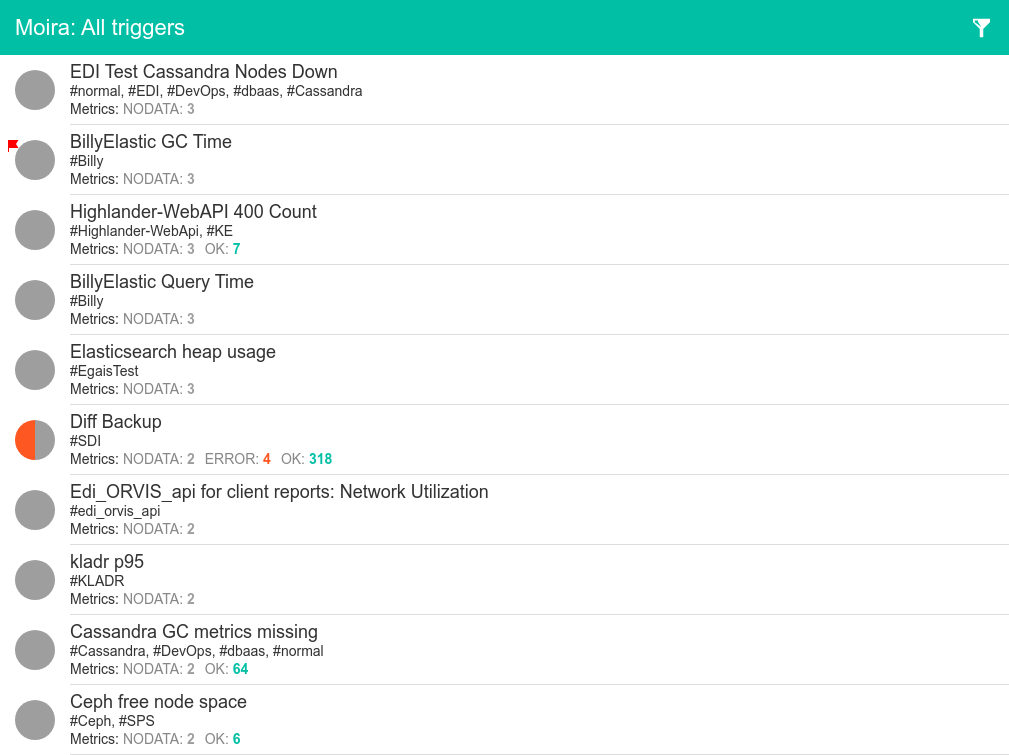 Moira: All triggers
EDI Test Cassandra Nodes Down
#normal, #EDI, #DevOps, #dbaas, #Cassandra
Metrics: NODATA: 3
BillyElastic GC Time
#Billy
Metrics: NODATA: 3
Highlander-WebAPI 400 Count
#Highlander-WebApi, #KE
Metrics: NODATA: 3 OK: 7
BillyElastic Query Time
#Billy
Metrics: NODATA: 3
Elasticsearch heap usage
#EgaisTest
Metrics: NODATA: 3
Diff Backup
#SDI
Metrics: NODATA: 2 ERROR: 4 OK: 318
Edi_ORVIS_api for client reports: Network Utilization
#edi_orvis_api
Metrics: NODATA: 2
kladr p95
#KLADR
Metrics: NODATA: 2
Cassandra GC metrics missing
#Cassandra, #DevOps, #dbaas, #normal
Metrics: NODATA: 2 OK: 64
Ceph free node space
#Ceph, #SPS
Metrics: NODATA: 2 OK: 6